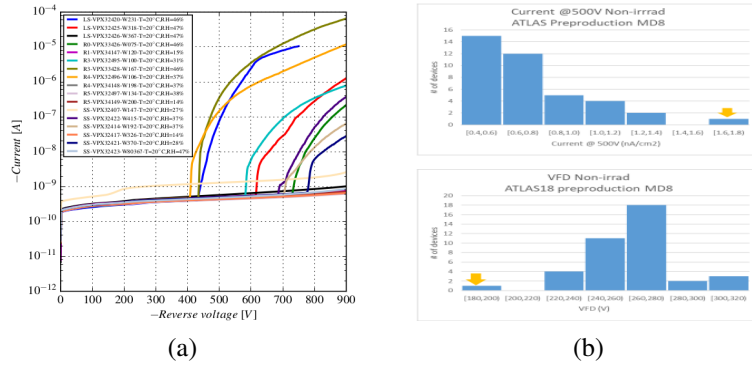 LS-VPX32420-W231-T=20°C,RH=46%
LS-VPX32425-W318-T=20°C,RH=47%
LS-VPX32426-W367-T=20°C,RH=47%
R0-VPX33426-W075-T=20°C,RH=46%
R1-VPX34147-W120-T=20°C,RH=15%
R3-VPX32495-W100-T=20°C,RH=31%
R3-VPX33428-W167-T=20°C,RH=46%
R4-VPX32496-W106-T=20°C,RH=37%
R4-VPX34148-W198-T=20°C,RH=37%
R5-VPX32497-W134-T=20°C,RH=38%
R5-VPX34149-W200-T=20°C,RH=14%
SS-VPX32407-W147-T=20°C,RH=27%
SS-VPX32422-W415-T=20°C,RH=37%
SS-VPX32414-W192-T=20°C,RH=37%
SS-VPX32417-W326-T=20°C,RH=14%
SS-VPX32421-W370-T=20°C,RH=28%
SS-VPX32423-W80367-T=20°C,RH=47%
10⁻⁴
10⁻⁵
10⁻⁶
10⁻⁷
10⁻⁸
10⁻⁹
10⁻¹⁰
10⁻¹¹
10⁻¹²
−Current [A]
0 100 200 300 400 500 600 700 800 900
−Reverse voltage [V]
(a)
Current @500V Non-irrrad
ATLAS Preproduction MD8
16
14
12
10
8
6
4
2
0
# of devices
[0.4,0.6) [0.6,0.8) [0.8,1.0) [1.0,1.2) [1.2,1.4) [1.4,1.6) [1.6,1.8)
Current @ 500V (nA/cm2)
VFD Non-irrad
ATLAS18 preproduction MD8
20
18
16
14
12
10
8
6
4
2
0
# of devices
[180,200) [200,220) [220,240) [240,260) [260,280) [280,300) [300,320)
VFD (V)
(b)